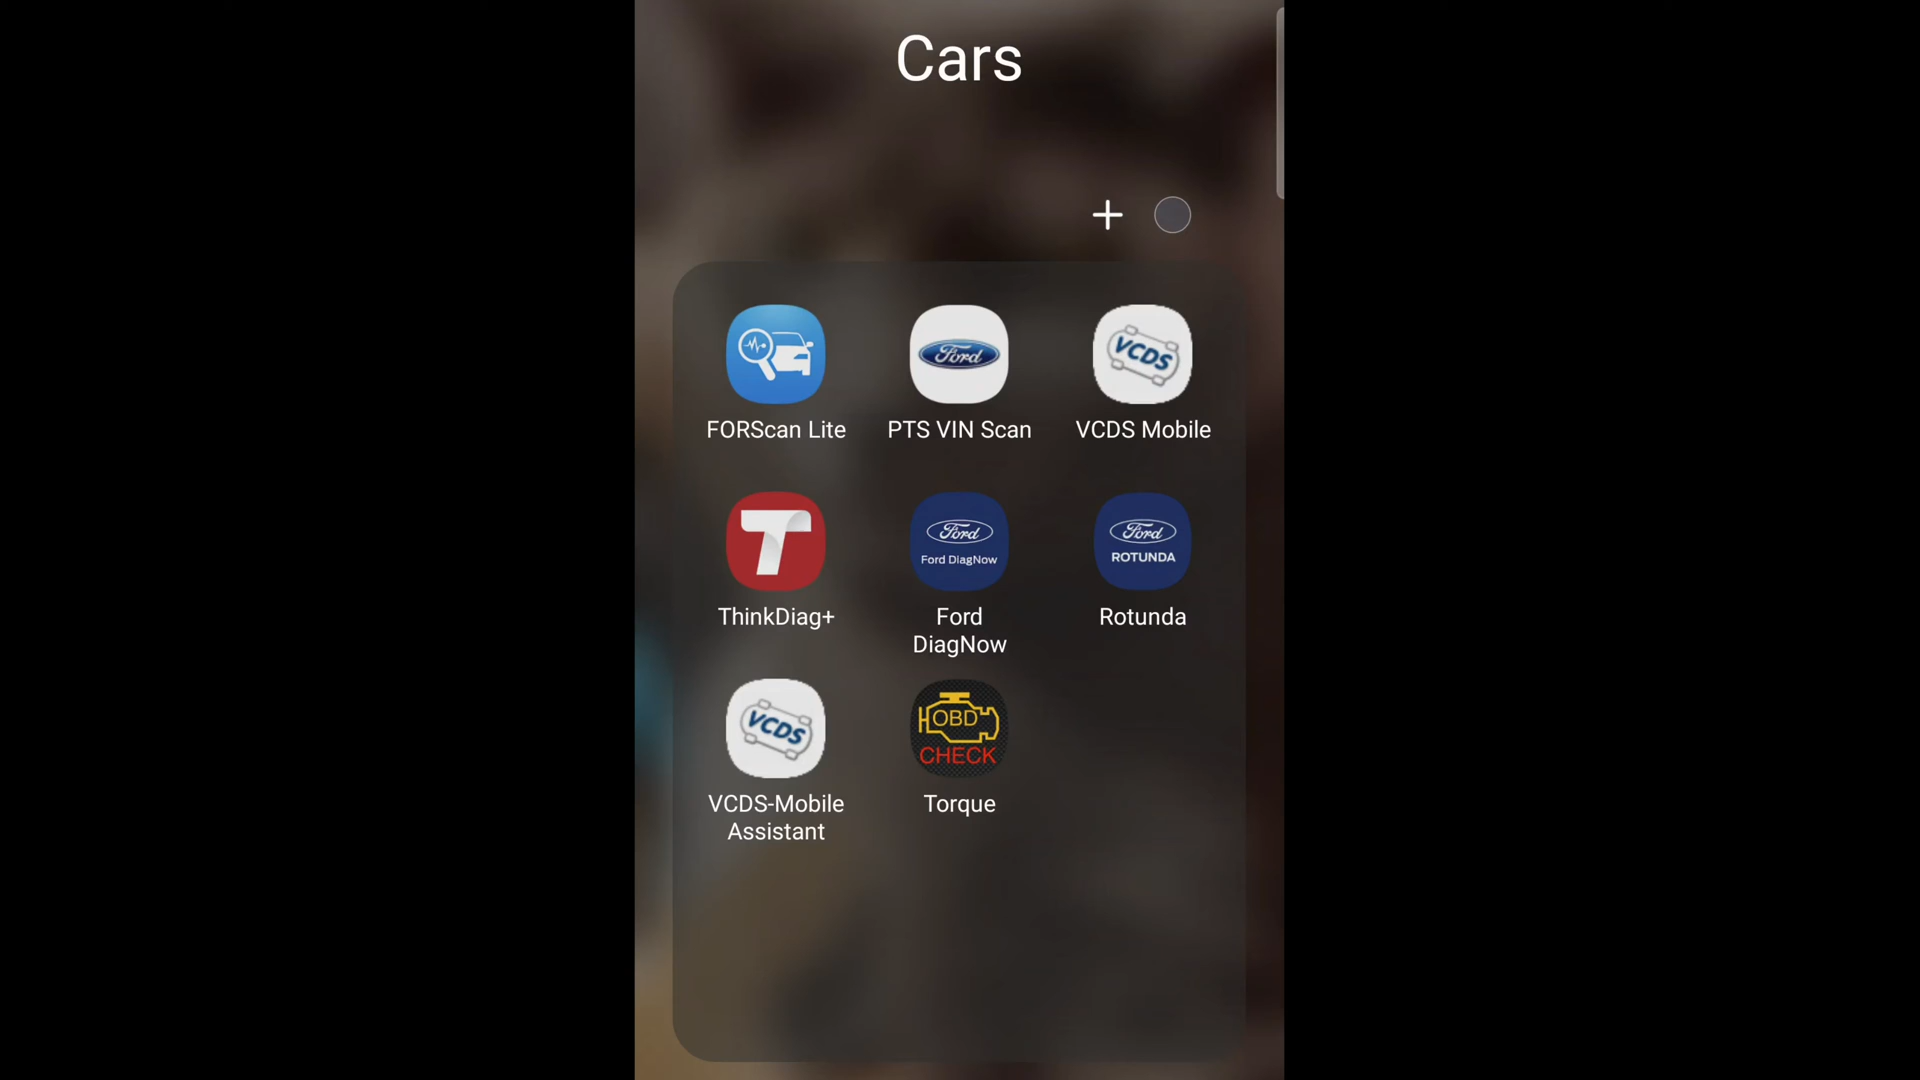 Cars
Ford
VCDS
FORScan Lite
PTS VIN Scan
VCDS Mobile
T
Ford
Ford DiagNow
Ford
ROTUNDA
ThinkDiag+
Ford
DiagNow
Rotunda
VCDS
OBD
CHECK
VCDS-Mobile
Assistant
Torque